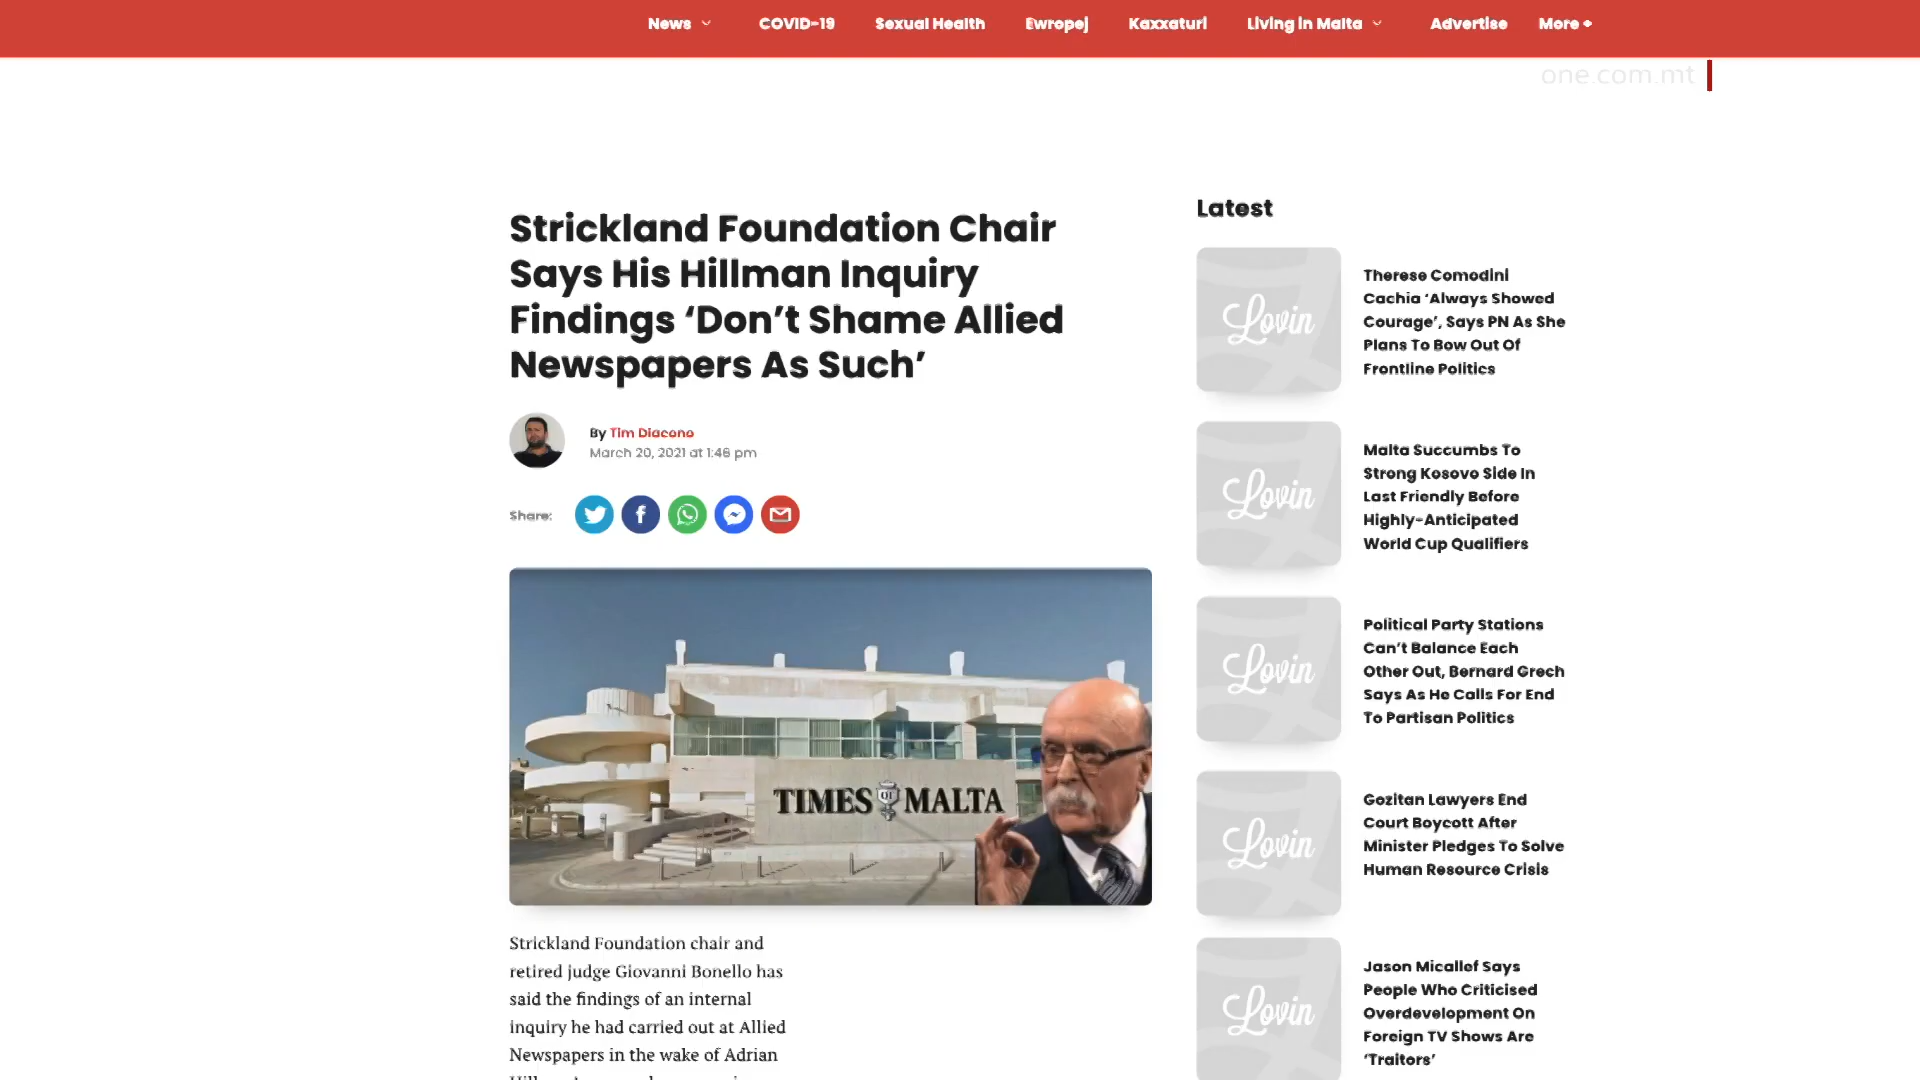 News
COVID-19
Sexual Health
Ewropej
Kaxxaturi
Living in Malta
Advertise
More +
one.com.mt
Strickland Foundation Chair
Says His Hillman Inquiry
Findings ‘Don’t Shame Allied
Newspapers As Such’
By Tim Diacono
March 20, 2021 at 1:46 pm
Share:
TIMES OF MALTA
Strickland Foundation chair and
retired judge Giovanni Bonello has
said the findings of an internal
inquiry he had carried out at Allied
Newspapers in the wake of Adrian
Latest
Lovin
Therese Comodini
Cachia ‘Always Showed
Courage’, Says PN As She
Plans To Bow Out Of
Frontline Politics
Lovin
Malta Succumbs To
Strong Kosovo Side In
Last Friendly Before
Highly-Anticipated
World Cup Qualifiers
Lovin
Political Party Stations
Can’t Balance Each
Other Out, Bernard Grech
Says As He Calls For End
To Partisan Politics
Lovin
Gozitan Lawyers End
Court Boycott After
Minister Pledges To Solve
Human Resource Crisis
Lovin
Jason Micallef Says
People Who Criticised
Overdevelopment On
Foreign TV Shows Are
‘Traitors’